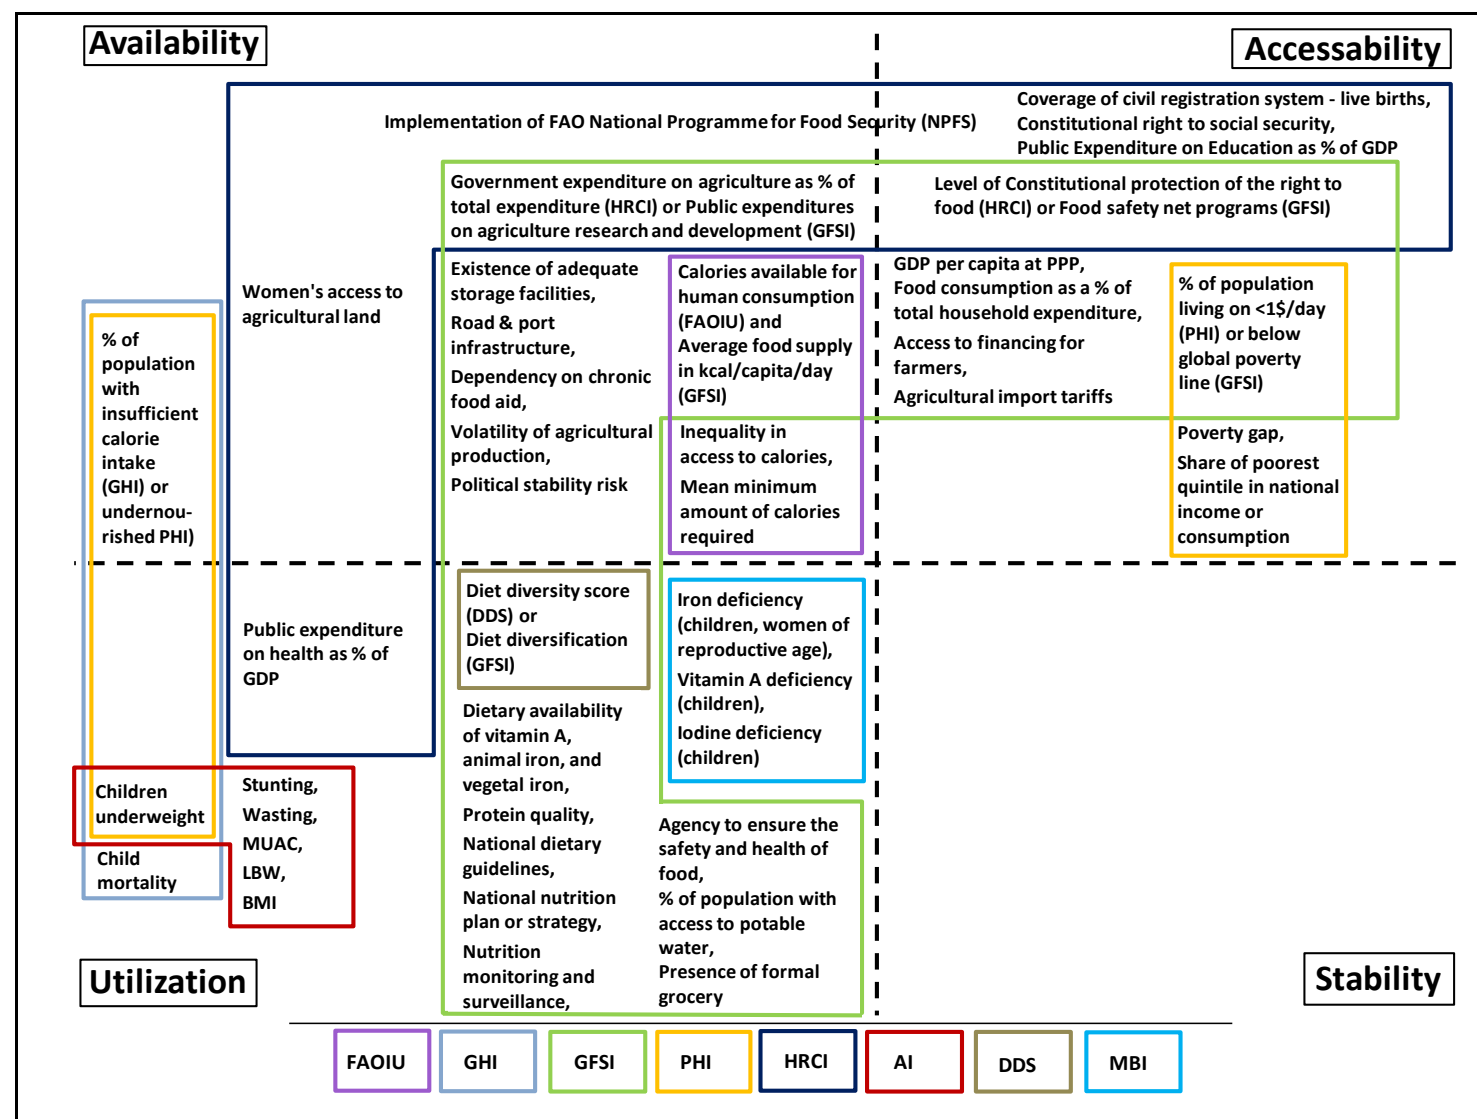 Availability
Accessability
Implementation of FAO National Programme for Food Security (NPFS)
Coverage of civil registration system - live births,
Constitutional right to social security,
Public Expenditure on Education as % of GDP
Government expenditure on agriculture as % of
total expenditure (HRCI) or Public expenditures
on agriculture research and development (GFSI)
Level of Constitutional protection of the right to
food (HRCI) or Food safety net programs (GFSI)
% of
population
with
insufficient
calorie
intake
(GHI) or
undernou-
rished PHI)
Women's access to
agricultural land
Existence of adequate
storage facilities,
Road & port
infrastructure,
Dependency on chronic
food aid,
Volatility of agricultural
production,
Political stability risk
Calories available for
human consumption
(FAOIU) and
Average food supply
in kcal/capita/day
(GFSI)
Inequality in
access to calories,
Mean minimum
amount of calories
required
GDP per capita at PPP,
Food consumption as a % of
total household expenditure,
Access to financing for
farmers,
Agricultural import tariffs
% of population
living on <1$/day
(PHI) or below
global poverty
line (GFSI)
Poverty gap,
Share of poorest
quintile in national
income or
consumption
Public expenditure
on health as % of
GDP
Diet diversity score
(DDS) or
Diet diversification
(GFSI)
Iron deficiency
(children, women of
reproductive age),
Vitamin A deficiency
(children),
Iodine deficiency
(children)
Dietary availability
of vitamin A,
animal iron, and
vegetal iron,
Protein quality,
National dietary
guidelines,
National nutrition
plan or strategy,
Nutrition
monitoring and
surveillance,
Agency to ensure the
safety and health of
food,
% of population with
access to potable
water,
Presence of formal
grocery
Children
underweight
Child
mortality
Stunting,
Wasting,
MUAC,
LBW,
BMI
Utilization
Stability
FAOIU
GHI
GFSI
PHI
HRCI
AI
DDS
MBI